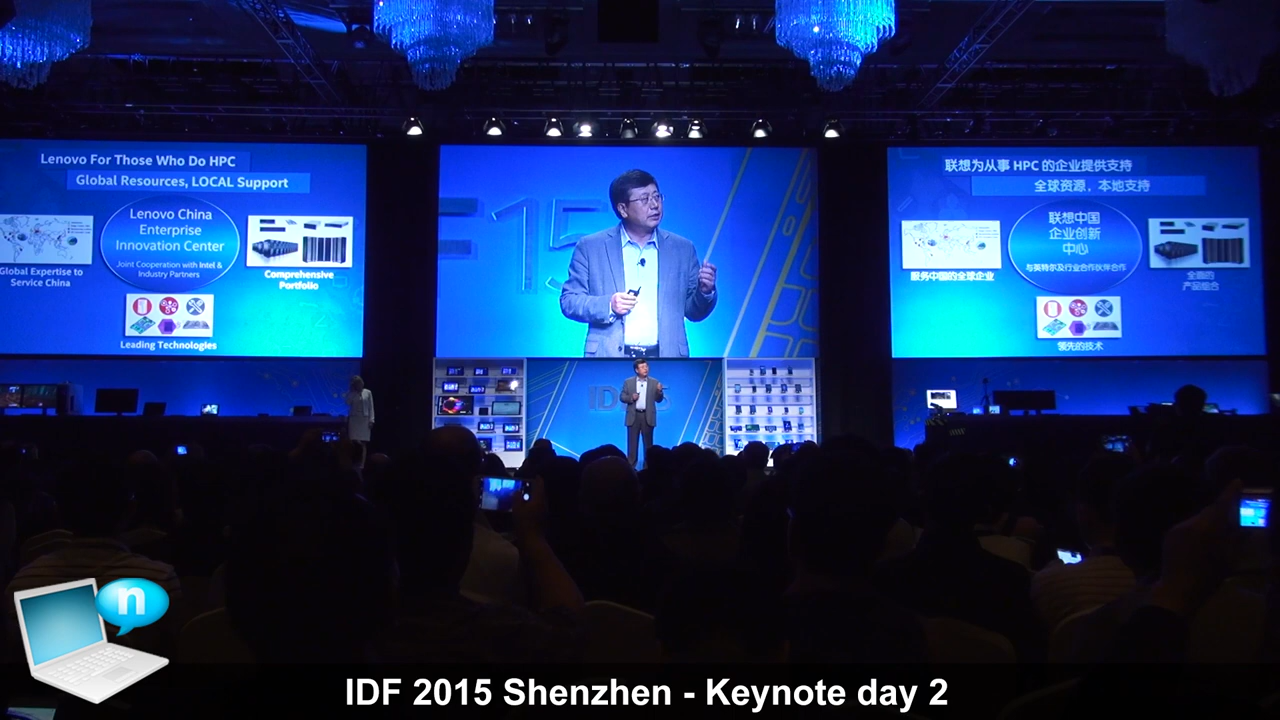 Lenovo For Those Who Do HPC
Global Resources, LOCAL Support
Lenovo China
Enterprise
Innovation Center
Joint Cooperation with Intel &
Industry Partners
Global Expertise to
Service China
Comprehensive
Portfolio
Leading Technologies
F15
联想为从事 HPC 的企业提供支持
全球资源，本地支持
联想中国
企业创新
中心
与英特尔及行业合作伙伴合作
服务中国的全球企业
全面的
产品组合
领先的技术
n
IDF 2015 Shenzhen - Keynote day 2